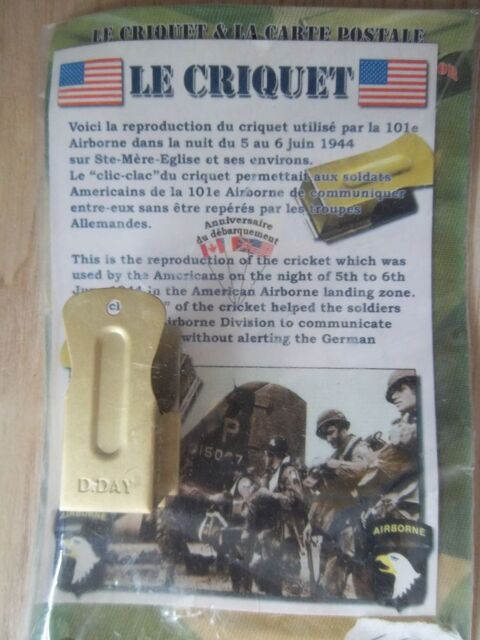 LE CRIQUET & LA CARTE POSTALE
LE CRIQUET
Voici la reproduction du criquet utilisé par la 101e
Airborne dans la nuit du 5 au 6 juin 1944
sur Ste-Mère-Eglise et ses environs.
Le "clic-clac"du criquet permettait aux soldats
Americains de la 101e Airborne de communiquer
entre-eux sans être repérés par les troupes
Allemandes.
Anniversaire
du débarquement
This is the reproduction of the cricket which was
used by the Americans on the night of 5th to 6th
in the American Airborne landing zone.
" of the cricket helped the soldiers
Airborne Division to communicate
without alerting the German
cl
D.DAY
P
AIRBORNE
AIRBORNE